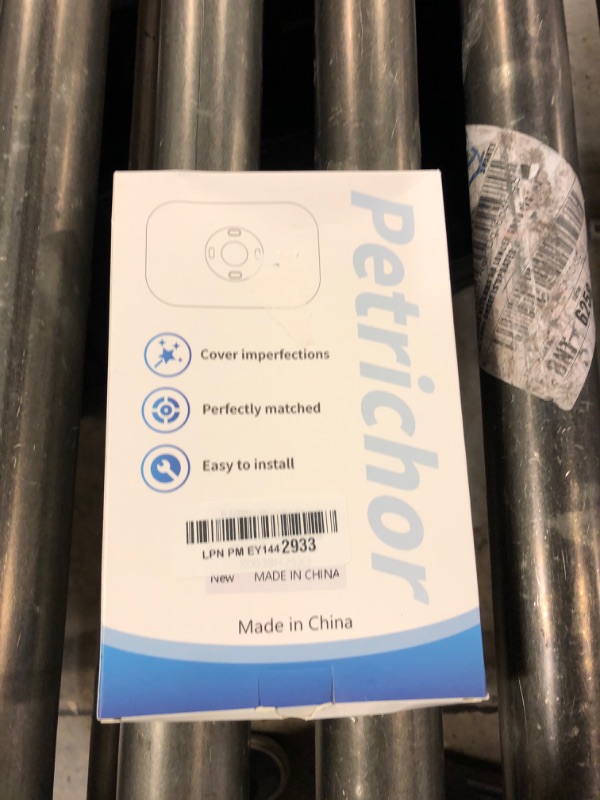 Petrichor
Cover imperfections
Perfectly matched
Easy to install
LPN PM EY144 2933
New MADE IN CHINA
Made in China